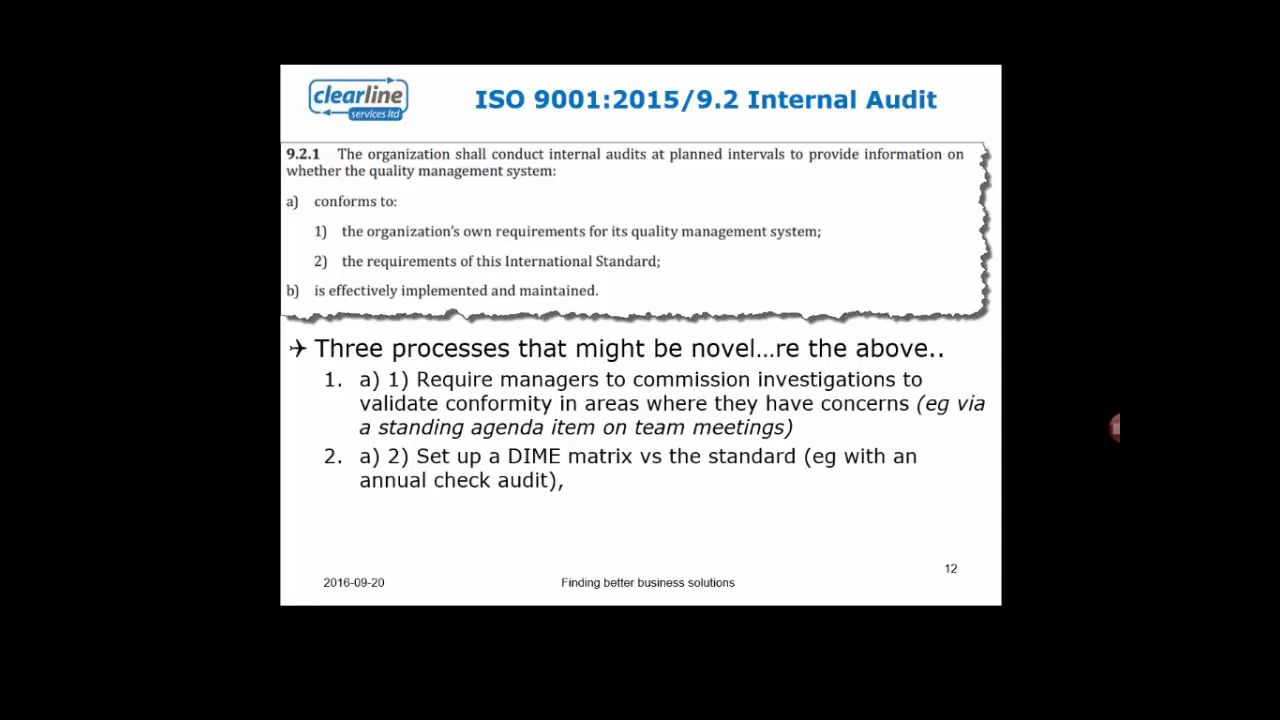 clearline
services ltd
ISO 9001:2015/9.2 Internal Audit
9.2.1 The organization shall conduct internal audits at planned intervals to provide information on
whether the quality management system:
a) conforms to:
1) the organization's own requirements for its quality management system;
2) the requirements of this International Standard;
b) is effectively implemented and maintained.
✈ Three processes that might be novel...re the above..
1. a) 1) Require managers to commission investigations to
validate conformity in areas where they have concerns (eg via
a standing agenda item on team meetings)
2. a) 2) Set up a DIME matrix vs the standard (eg with an
annual check audit),
12
2016-09-20
Finding better business solutions